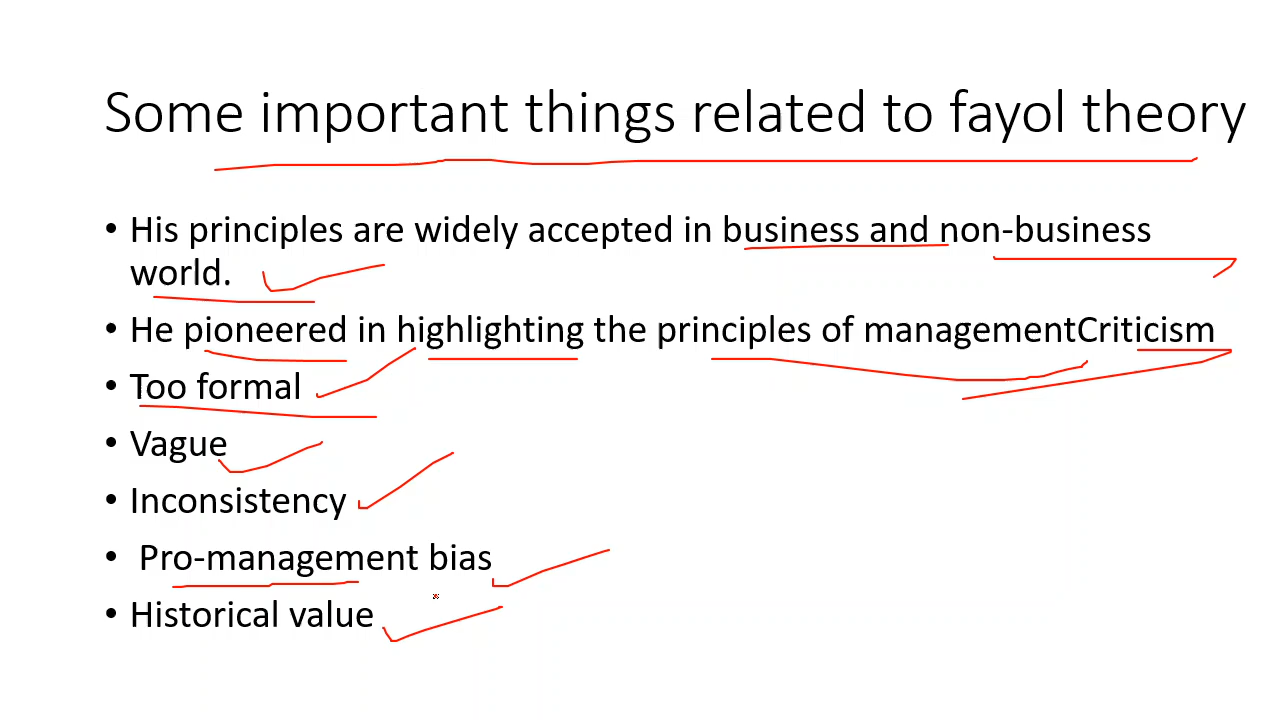 Some important things related to fayol theory
• His principles are widely accepted in business and non-business
world.
• He pioneered in highlighting the principles of managementCriticism
• Too formal
• Vague
• Inconsistency
• Pro-management bias
• Historical value